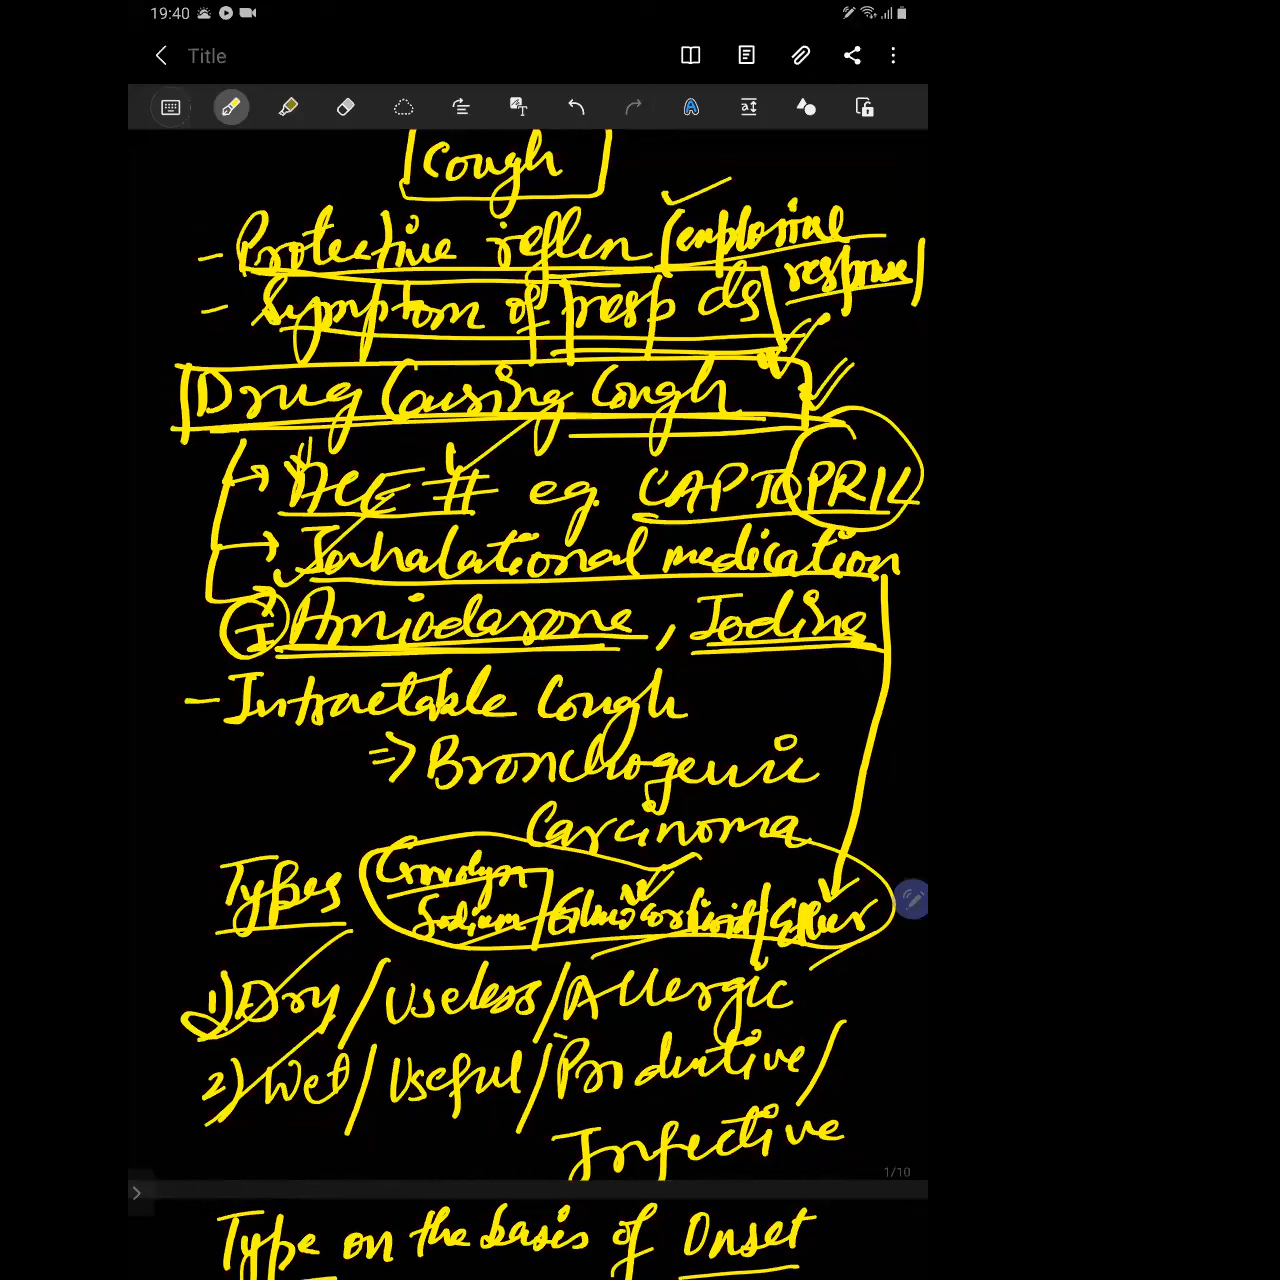 19:40
Title
Cough
- Protective reflex (explosive
response)
- Symptom of resp ds
Drug Causing Cough
→ ACE # eg. CAPTOPRIL
→ Inhalational medication
→ Amiodarone, Iodine
- Intractable Cough
=> Bronchogenic
Carcinoma
Types
Cromolyn
Sodium / Glucocorticoid /
1) Dry / Useless / Allergic
2) Wet / Useful / Productive /
Infective
1/10
Type on the basis of Onset